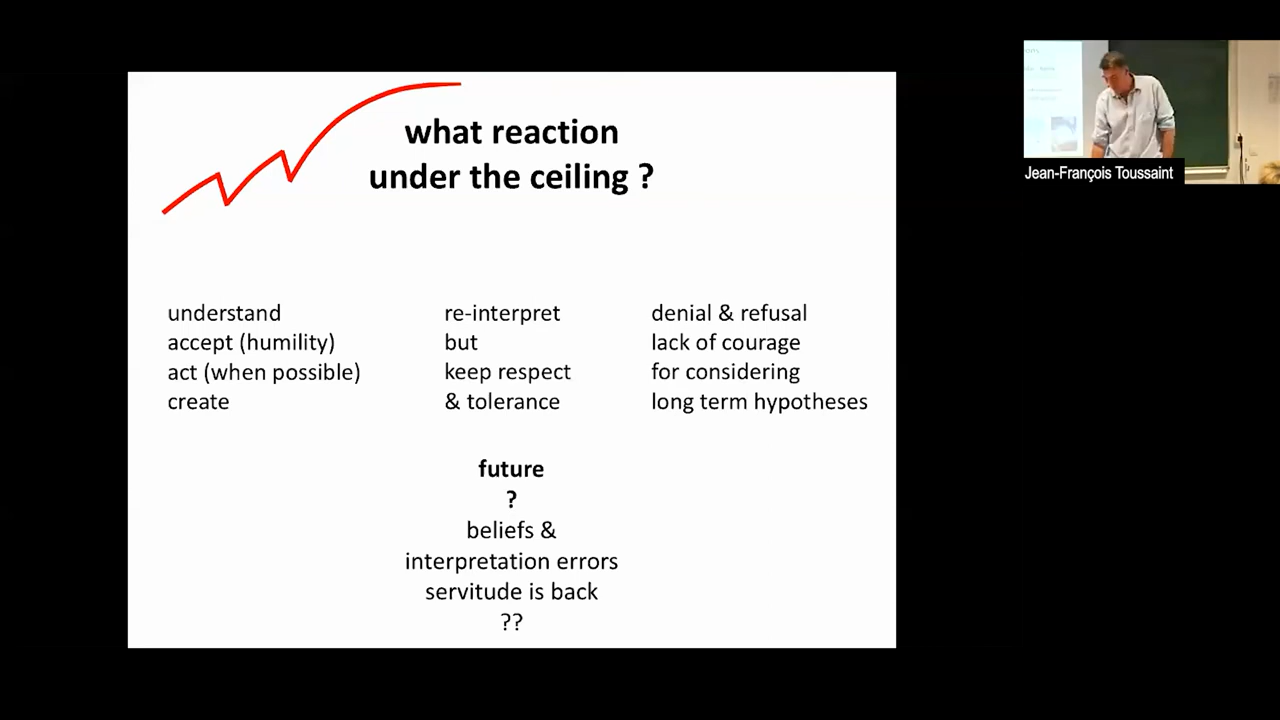 what reaction
under the ceiling ?
understand
accept (humility)
act (when possible)
create
re-interpret
but
keep respect
& tolerance
denial & refusal
lack of courage
for considering
long term hypotheses
future
?
beliefs &
interpretation errors
servitude is back
??
Jean-François Toussaint